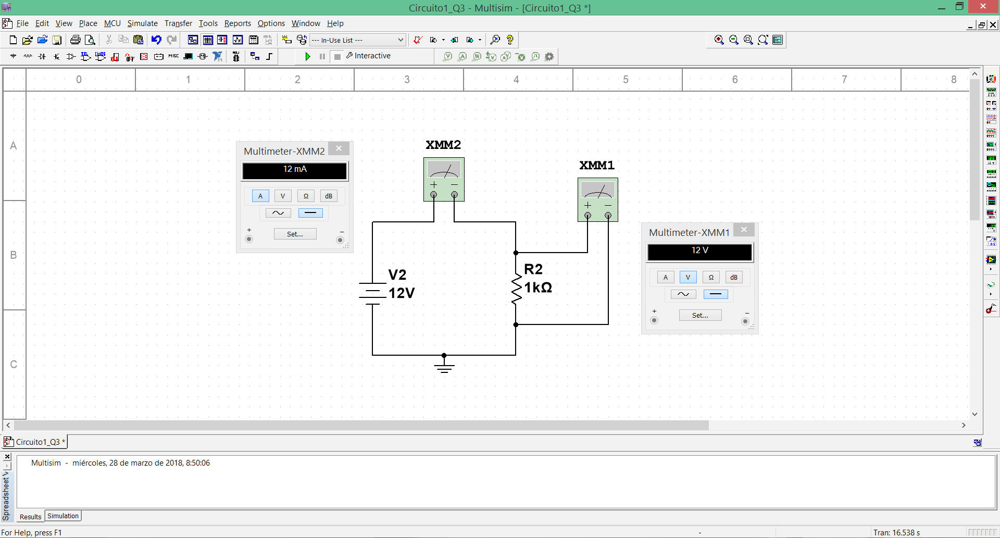 Circuito1_Q3 - Multisim - [Circuito1_Q3 *]
File Edit View Place MCU Simulate Transfer Tools Reports Options Window Help
--- In-Use List ---
MISC Interactive
0 1 2 3 4 5 6 7 8
A
B
C
XMM2
Multimeter-XMM2
12 mA
A V Ω dB
+ Set... −
+ −
XMM1
+ −
Multimeter-XMM1
12 V
A V Ω dB
+ Set... −
V2
12V
R2
1kΩ
Circuito1_Q3 *
Multisim - miércoles, 28 de marzo de 2018, 8:50:06
Spreadsheet V
Results Simulation
For Help, press F1 - Tran: 16.538 s